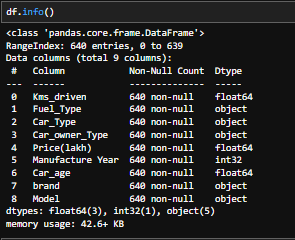 df.info()
<class 'pandas.core.frame.DataFrame'>
RangeIndex: 640 entries, 0 to 639
Data columns (total 9 columns):
 #   Column            Non-Null Count  Dtype
---  ------            --------------  -----
 0   Kms_driven        640 non-null    float64
 1   Fuel_Type         640 non-null    object
 2   Car_Type          640 non-null    object
 3   Car_owner_Type    640 non-null    object
 4   Price(lakh)       640 non-null    float64
 5   Manufacture Year  640 non-null    int32
 6   Car_age           640 non-null    float64
 7   brand             640 non-null    object
 8   Model             640 non-null    object
dtypes: float64(3), int32(1), object(5)
memory usage: 42.6+ KB